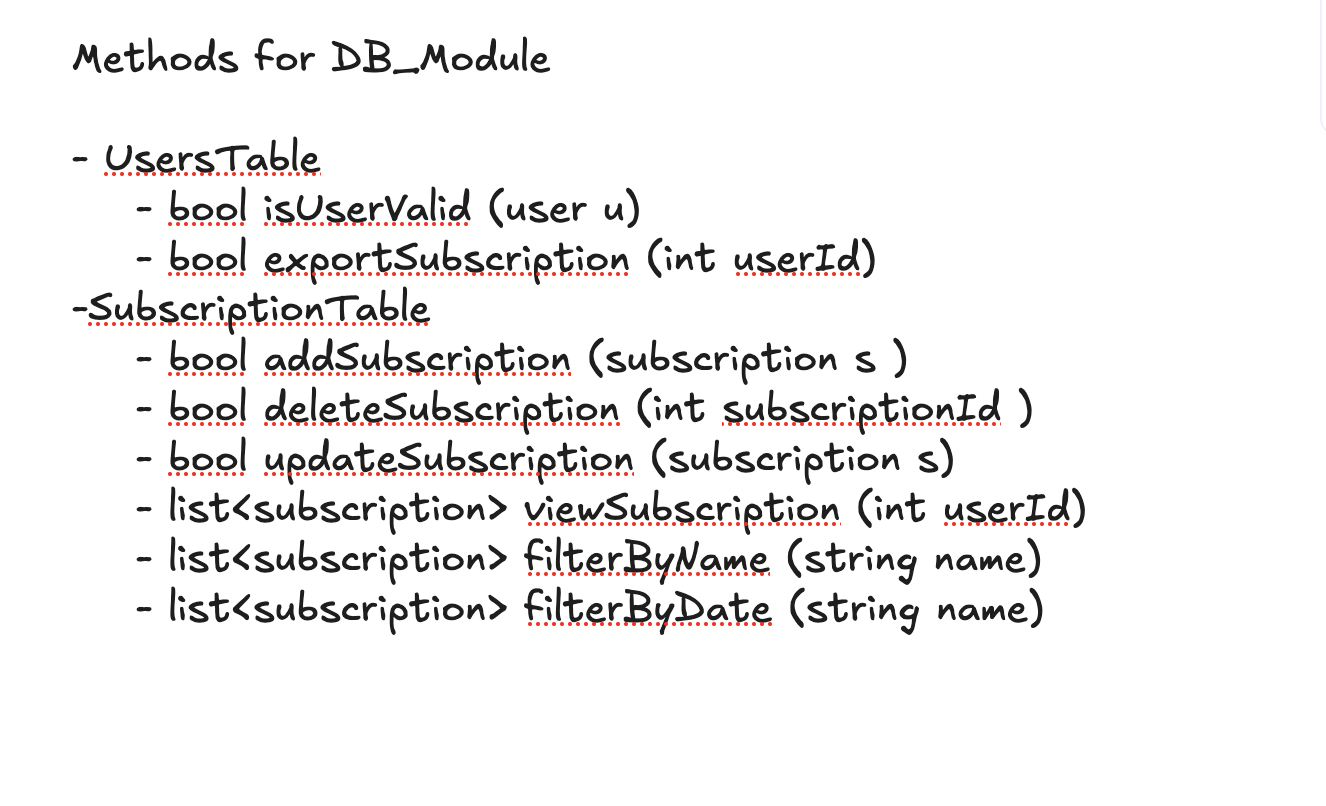 Methods for DB_Module
- UsersTable
- bool isUserValid (user u)
- bool exportSubscription (int userId)
-SubscriptionTable
- bool addSubscription (subscription s )
- bool deleteSubscription (int subscriptionId )
- bool updateSubscription (subscription s)
- list<subscription> viewSubscription (int userId)
- list<subscription> filterByName (string name)
- list<subscription> filterByDate (string name)